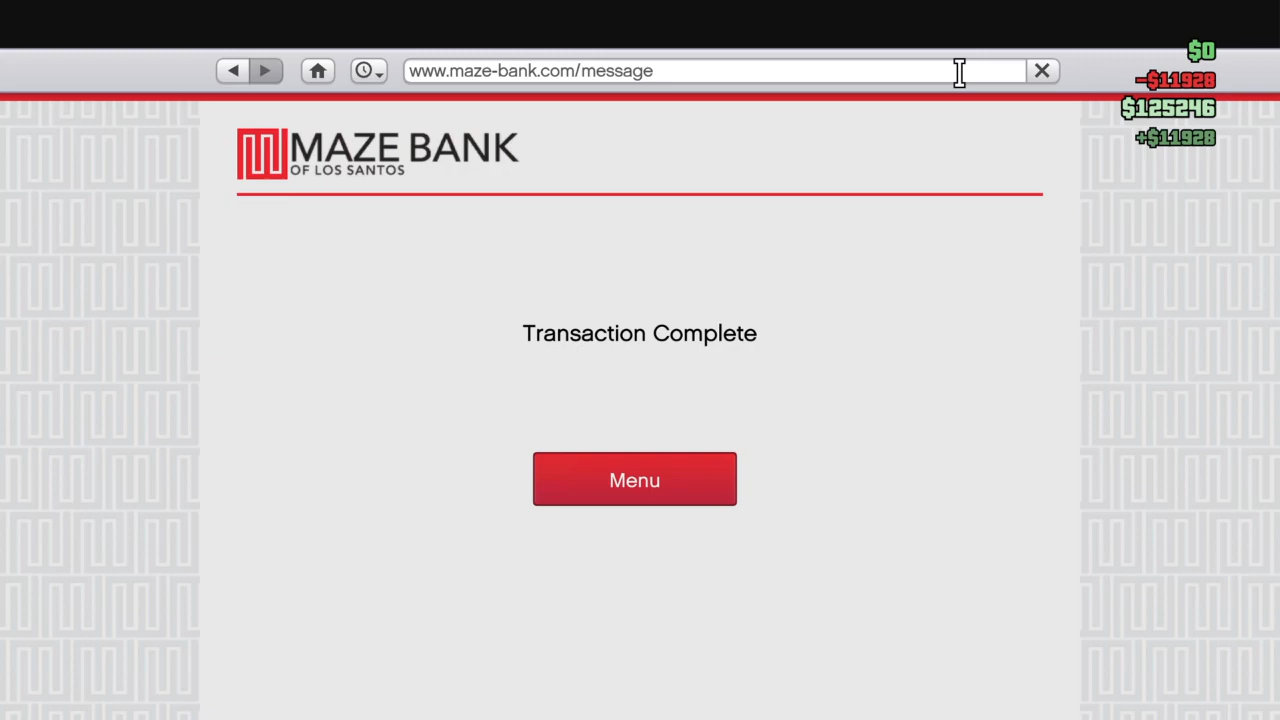 www.maze-bank.com/message
$0
-$11928
$125246
+$11928
MAZE BANK
OF LOS SANTOS
Transaction Complete
Menu